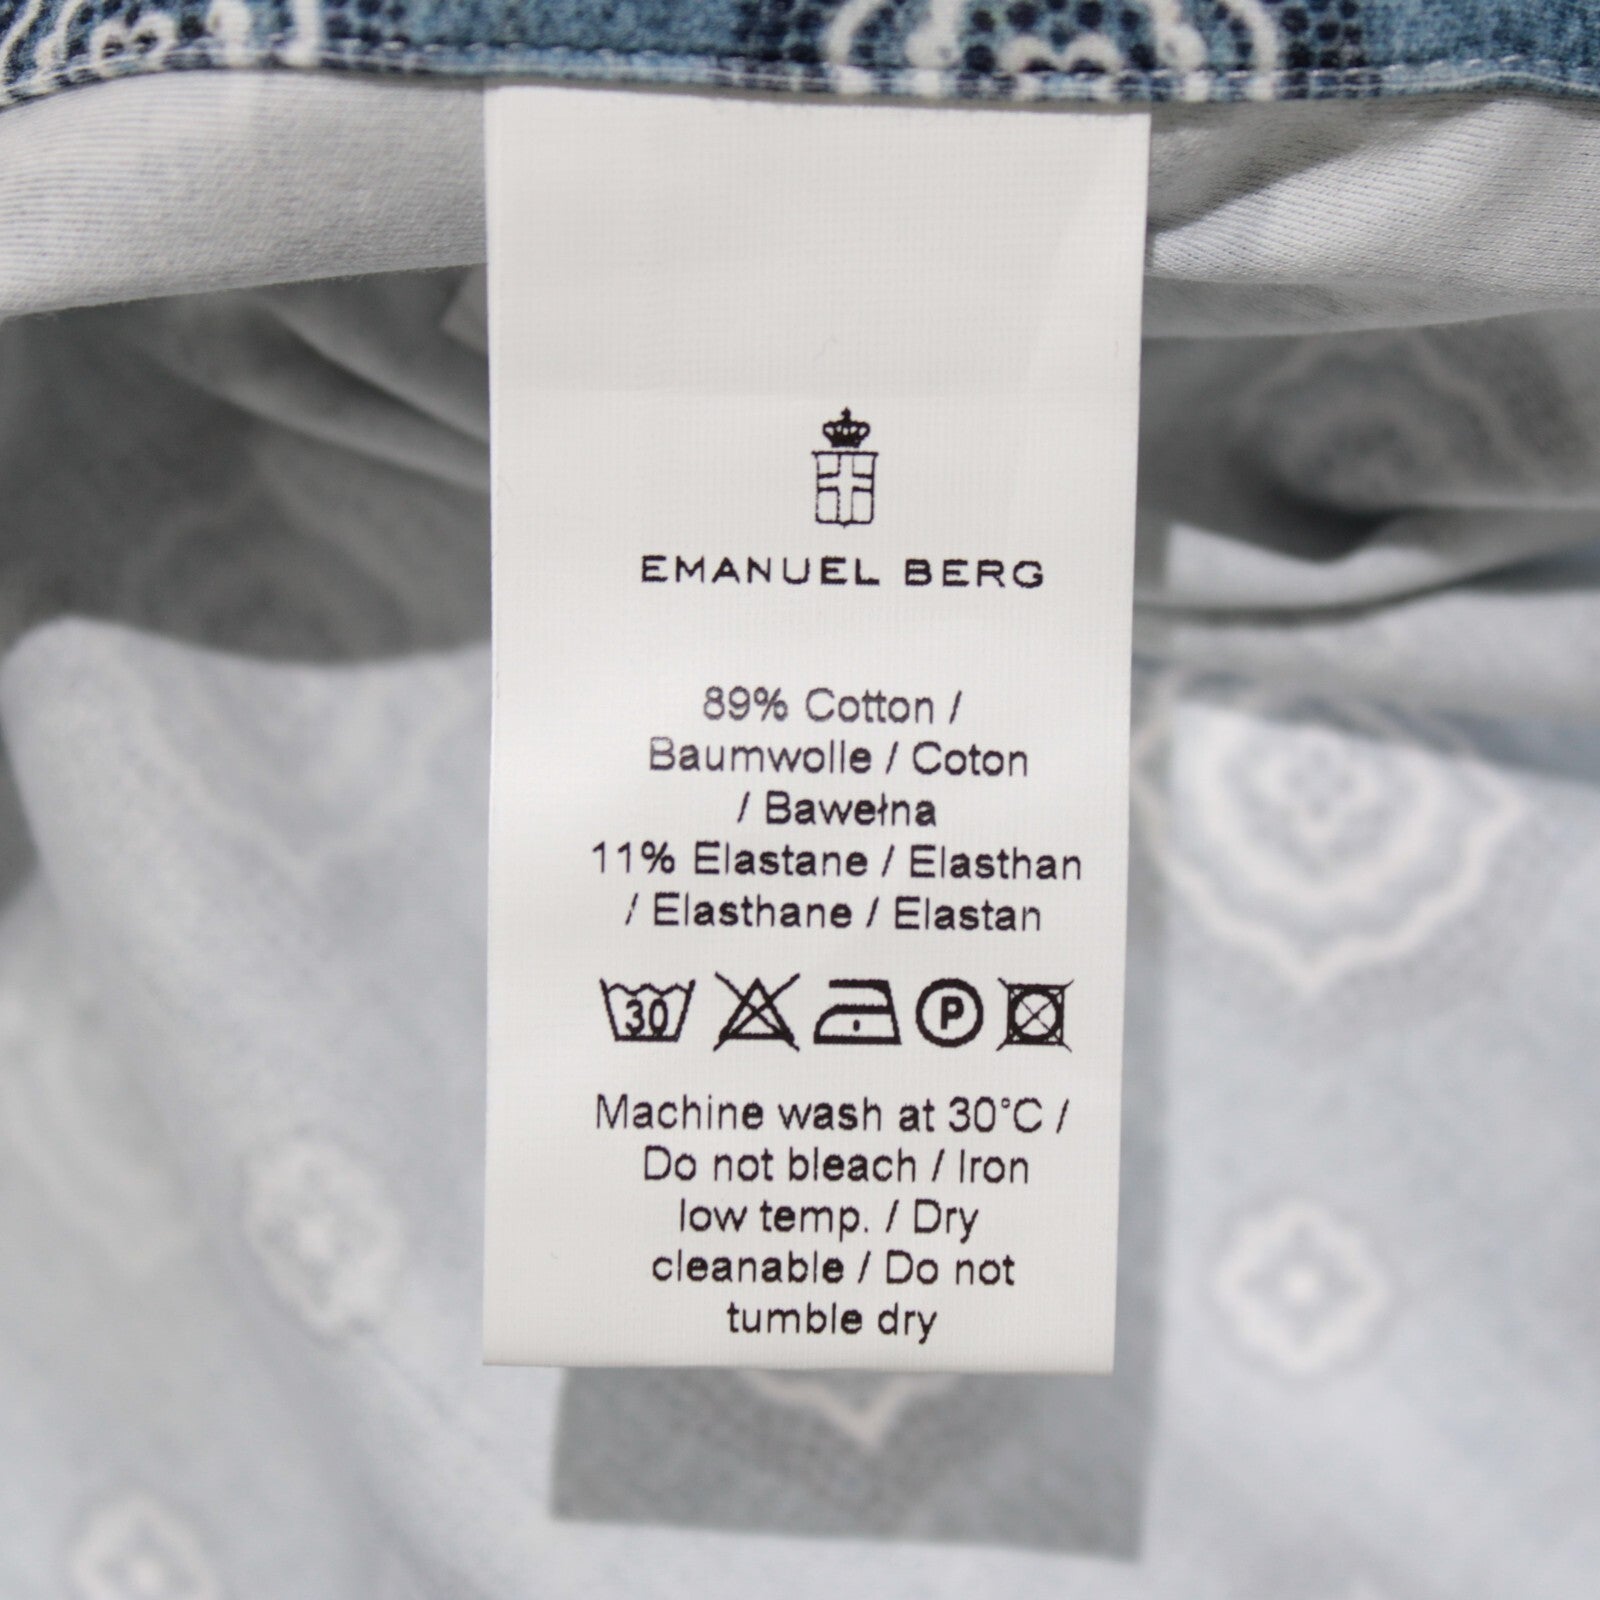 EMANUEL BERG
89% Cotton /
Baumwolle / Coton
/ Bawełna
11% Elastane / Elasthan
/ Elasthane / Elastan
30 P
Machine wash at 30°C /
Do not bleach / Iron
low temp. / Dry
cleanable / Do not
tumble dry